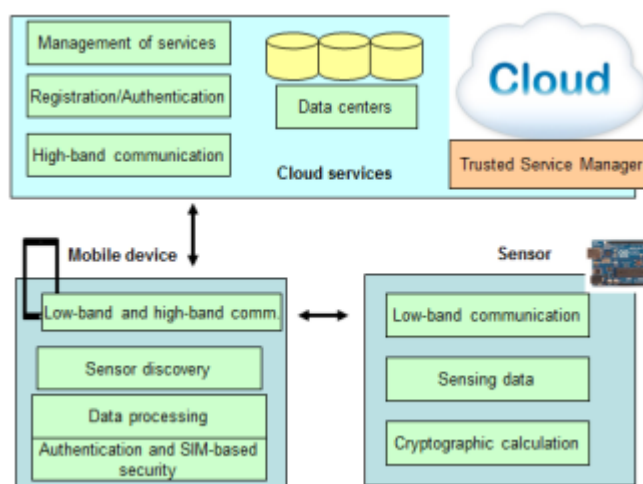 Management of services
Registration/Authentication
High-band communication
Data centers
Cloud services
Cloud
Trusted Service Manager
Mobile device
Low-band and high-band comm.
Sensor discovery
Data processing
Authentication and SIM-based
security
Sensor
Low-band communication
Sensing data
Cryptographic calculation